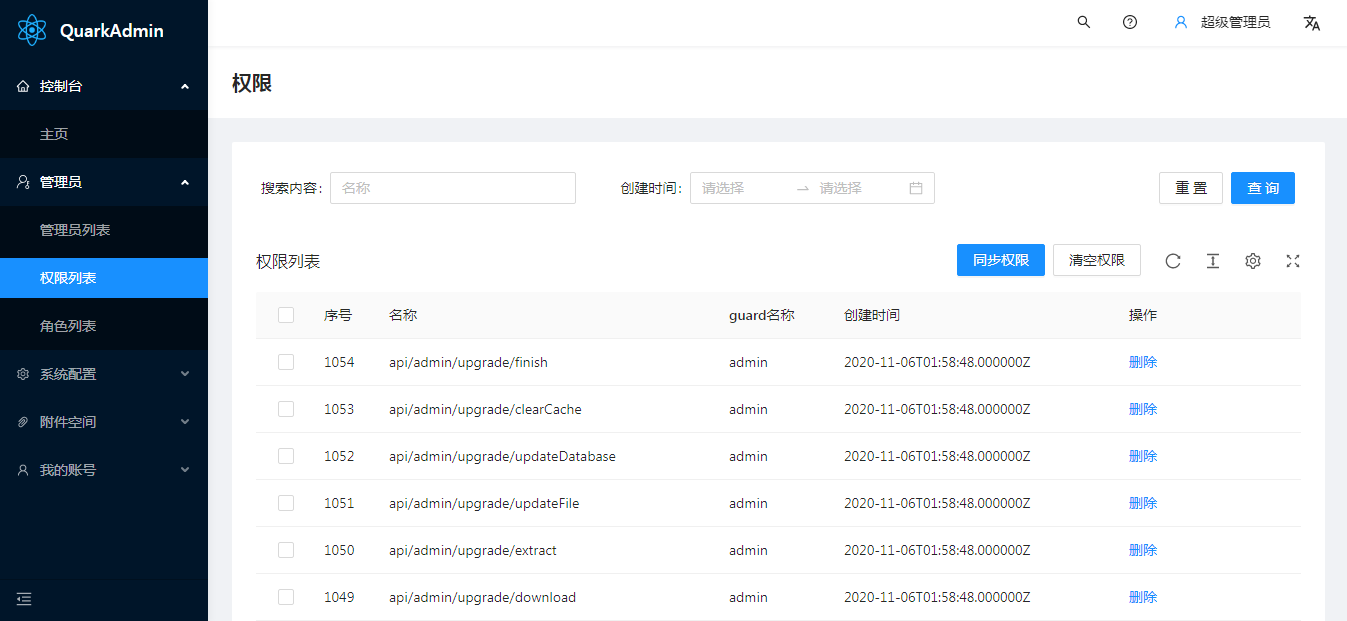 QuarkAdmin
超级管理员
控制台
主页
管理员
管理员列表
权限列表
角色列表
系统配置
附件空间
我的账号
权限
搜索内容: 名称 创建时间: 请选择 请选择 重 置 查 询
权限列表 同步权限 清空权限
序号 名称 guard名称 创建时间 操作
1054 api/admin/upgrade/finish admin 2020-11-06T01:58:48.000000Z 删除
1053 api/admin/upgrade/clearCache admin 2020-11-06T01:58:48.000000Z 删除
1052 api/admin/upgrade/updateDatabase admin 2020-11-06T01:58:48.000000Z 删除
1051 api/admin/upgrade/updateFile admin 2020-11-06T01:58:48.000000Z 删除
1050 api/admin/upgrade/extract admin 2020-11-06T01:58:48.000000Z 删除
1049 api/admin/upgrade/download admin 2020-11-06T01:58:48.000000Z 删除